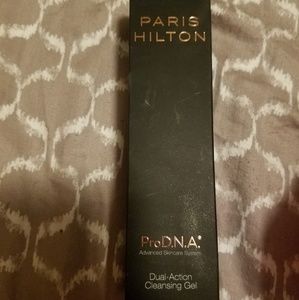 PARIS
HILTON
ProD.N.A.®
Advanced Skincare System
Dual-Action
Cleansing Gel